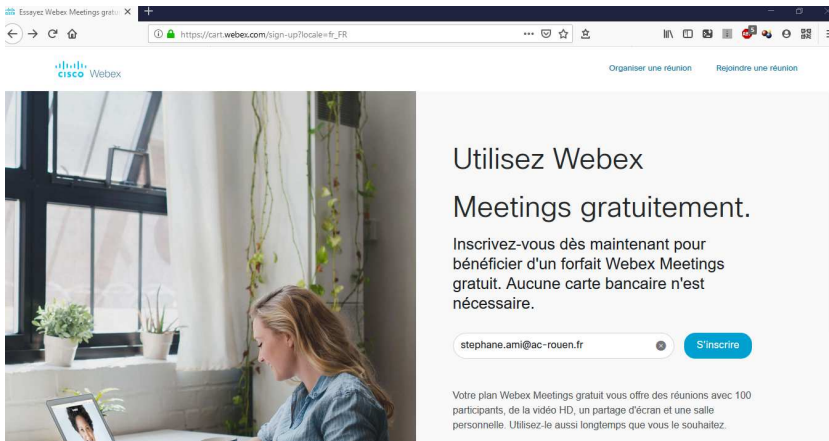 Essayez Webex Meetings gratui
https://cart.webex.com/sign-up?locale=fr_FR
CISCO Webex
Organiser une réunion Rejoindre une réunion
Utilisez Webex
Meetings gratuitement.
Inscrivez-vous dès maintenant pour
bénéficier d'un forfait Webex Meetings
gratuit. Aucune carte bancaire n'est
nécessaire.
stephane.ami@ac-rouen.fr
S'inscrire
Votre plan Webex Meetings gratuit vous offre des réunions avec 100
participants, de la vidéo HD, un partage d'écran et une salle
personnelle. Utilisez-le aussi longtemps que vous le souhaitez.